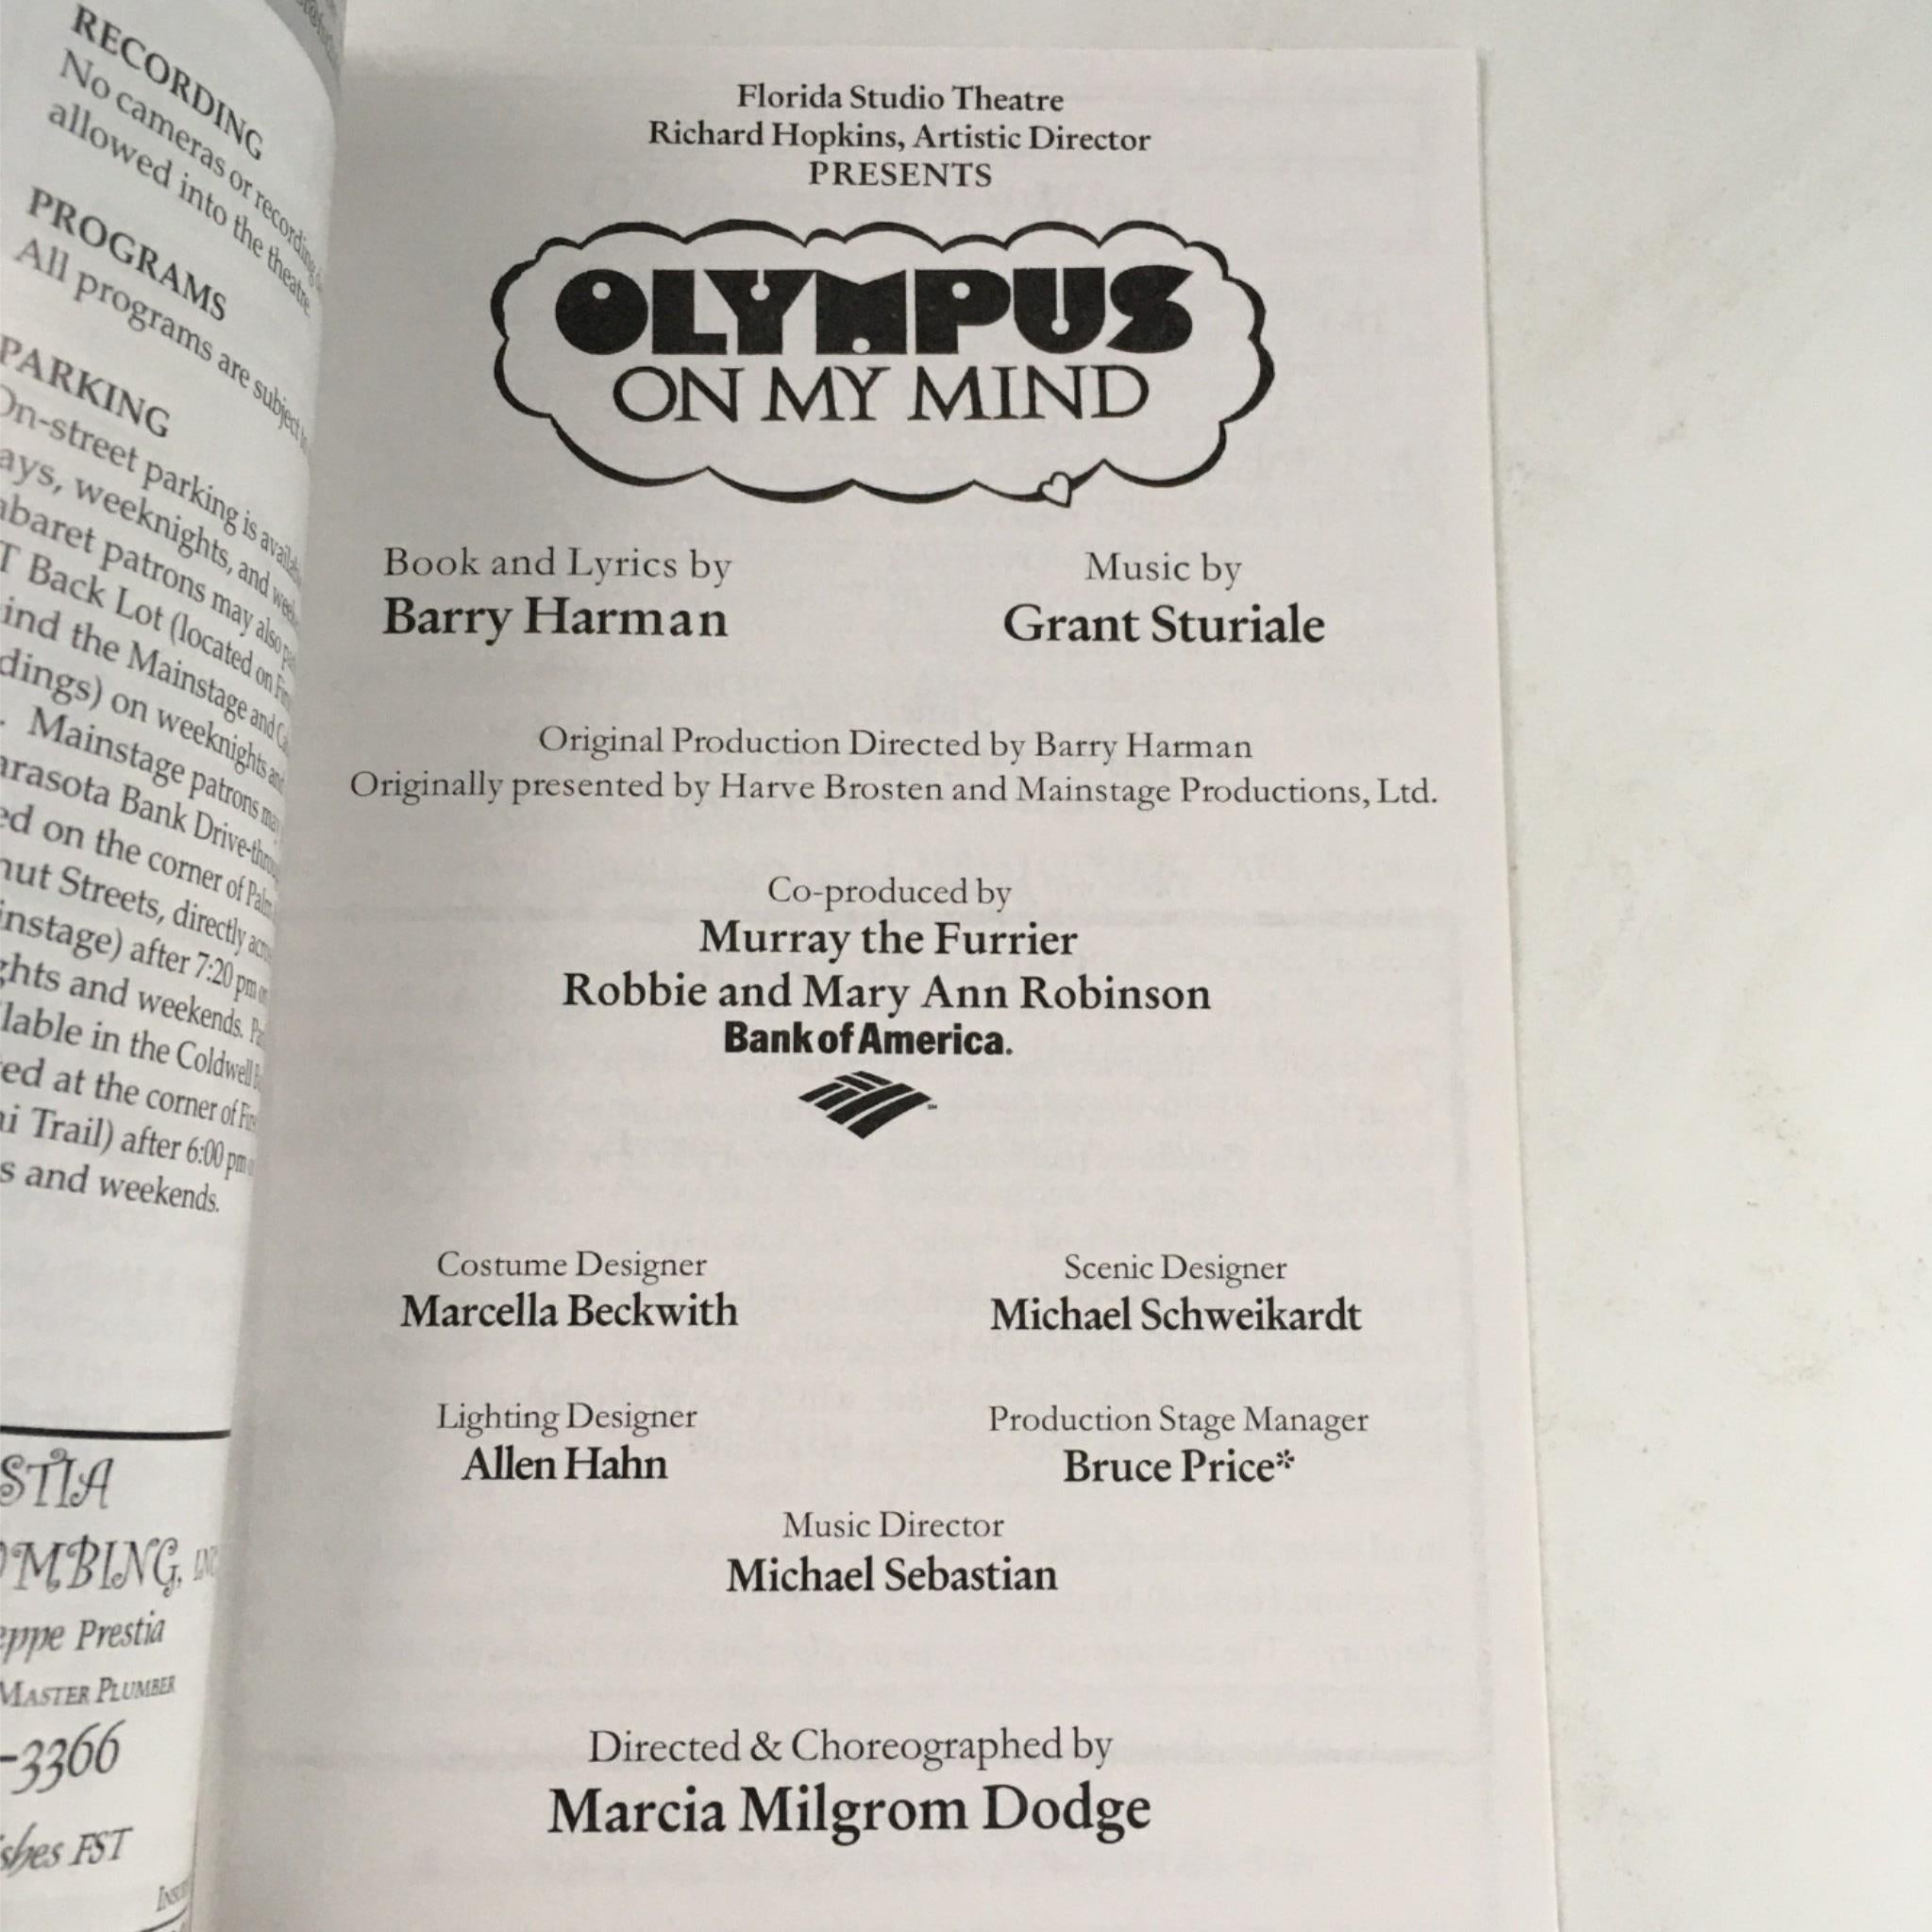 RECORDING
No cameras or recording
allowed into the theatre.
PROGRAMS
All programs are subject
PARKING
On-street parking is
ays, weeknights, and
patrons may also
T Back Lot (located on
ind the Mainstage and
dings) on weeknights
. Mainstage patrons may
arasota Bank
ed on the corner of Palm
nut Streets, directly
instage) after 7:20 pm
ghts and weekends.
lable in the Coldwell
ed at the corner of
i Trail) after 6:00 pm
s and weekends.
STIA
MBING,
eppe Prestia
MASTER PLUMBER
-3366
shes FST
Florida Studio Theatre
Richard Hopkins, Artistic Director
PRESENTS
OLYMPUS
ON MY MIND
Book and Lyrics by
Barry Harman
Music by
Grant Sturiale
Original Production Directed by Barry Harman
Originally presented by Harve Brosten and Mainstage Productions, Ltd.
Co-produced by
Murray the Furrier
Robbie and Mary Ann Robinson
Bank of America.
Costume Designer
Marcella Beckwith
Scenic Designer
Michael Schweikardt
Lighting Designer
Allen Hahn
Production Stage Manager
Bruce Price*
Music Director
Michael Sebastian
Directed & Choreographed by
Marcia Milgrom Dodge